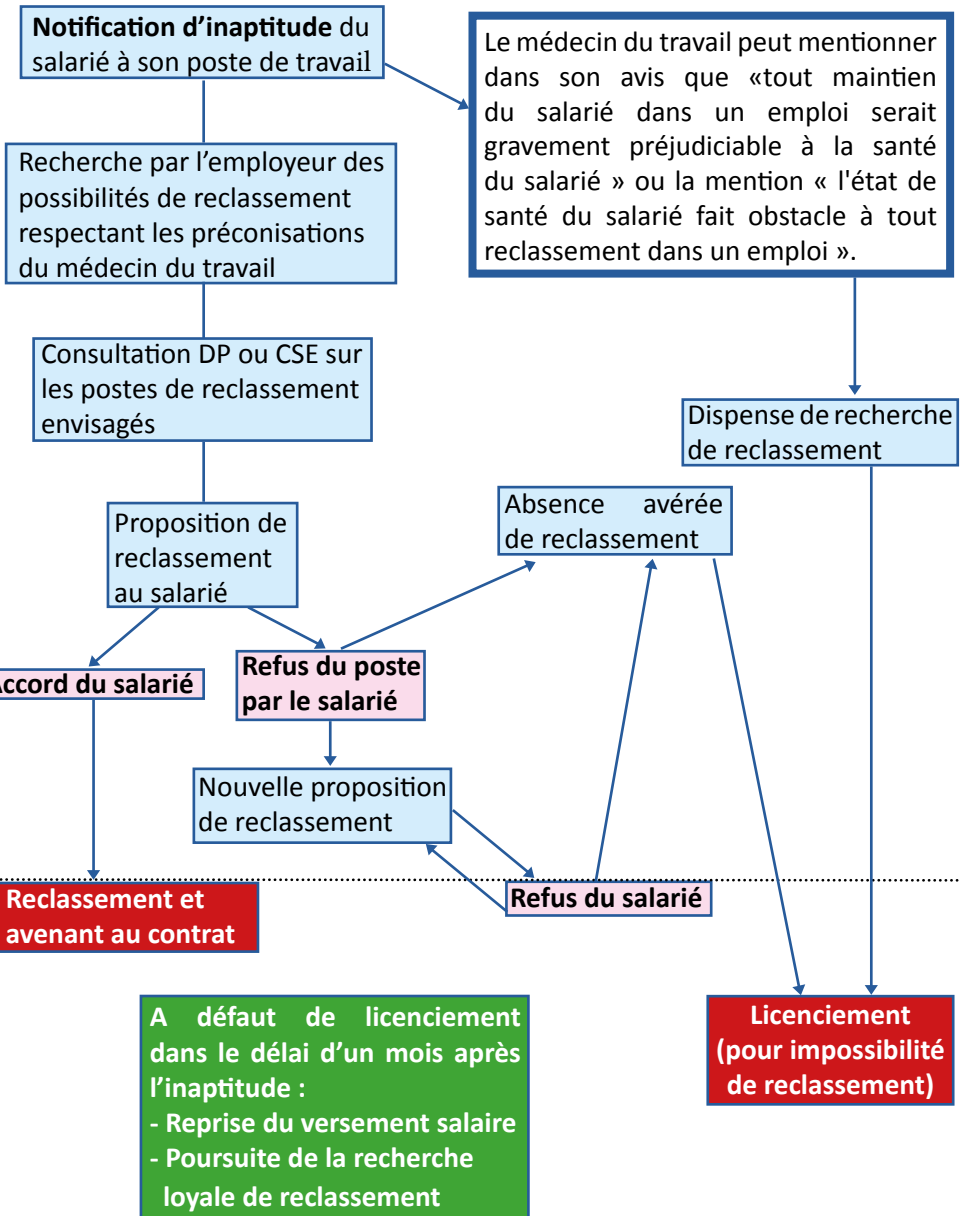 Notification d’inaptitude du
salarié à son poste de travail
Le médecin du travail peut mentionner
dans son avis que «tout maintien
du salarié dans un emploi serait
gravement préjudiciable à la santé
du salarié » ou la mention « l'état de
santé du salarié fait obstacle à tout
reclassement dans un emploi ».
Recherche par l’employeur des
possibilités de reclassement
respectant les préconisations
du médecin du travail
Consultation DP ou CSE sur
les postes de reclassement
envisagés
Dispense de recherche
de reclassement
Proposition de
reclassement
au salarié
Absence avérée
de reclassement
Accord du salarié
Refus du poste
par le salarié
Nouvelle proposition
de reclassement
Refus du salarié
Reclassement et
avenant au contrat
A défaut de licenciement
dans le délai d’un mois après
l’inaptitude :
- Reprise du versement salaire
- Poursuite de la recherche
loyale de reclassement
Licenciement
(pour impossibilité
de reclassement)